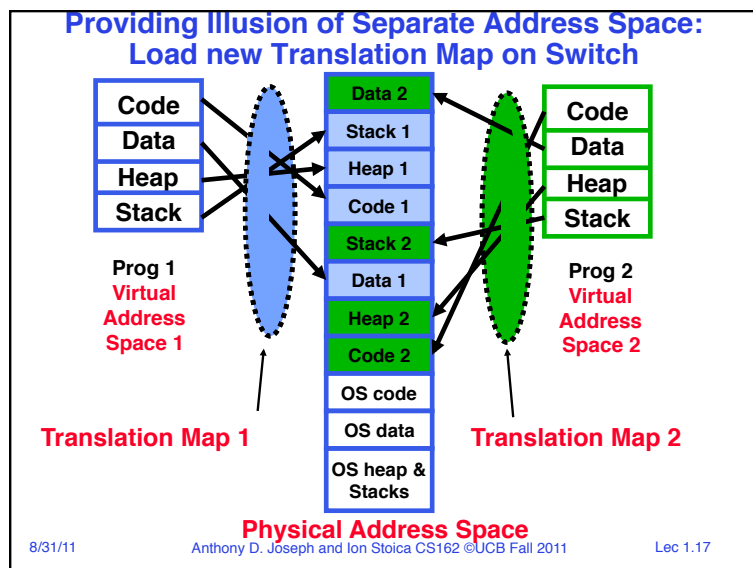 Providing Illusion of Separate Address Space:
Load new Translation Map on Switch
Code
Data
Heap
Stack
Prog 1
Virtual
Address
Space 1
Data 2
Stack 1
Heap 1
Code 1
Stack 2
Data 1
Heap 2
Code 2
OS code
OS data
OS heap &
Stacks
Code
Data
Heap
Stack
Prog 2
Virtual
Address
Space 2
Translation Map 1
Translation Map 2
Physical Address Space
8/31/11
Anthony D. Joseph and Ion Stoica CS162 ©UCB Fall 2011
Lec 1.17